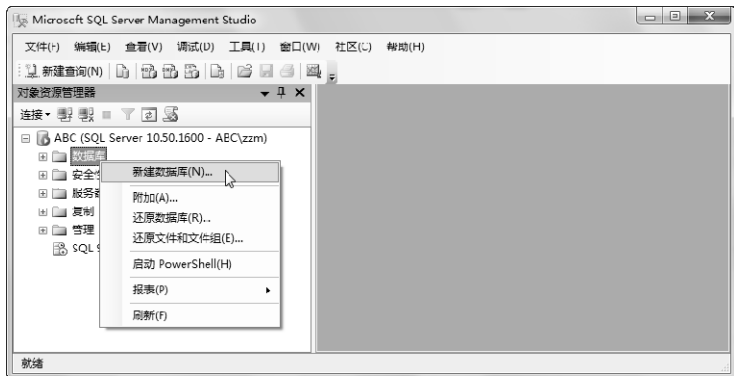 Microsoft SQL Server Management Studio
文件(F) 编辑(E) 查看(V) 调试(D) 工具(T) 窗口(W) 社区(C) 帮助(H)
新建查询(N)
对象资源管理器
连接
ABC (SQL Server 10.50.1600 - ABC\zzm)
数据库
新建数据库(N)...
安全
附加(A)...
服务
还原数据库(R)...
复制
还原文件和文件组(E)...
管理
SQL
启动 PowerShell(H)
报表(P)
刷新(F)
就绪